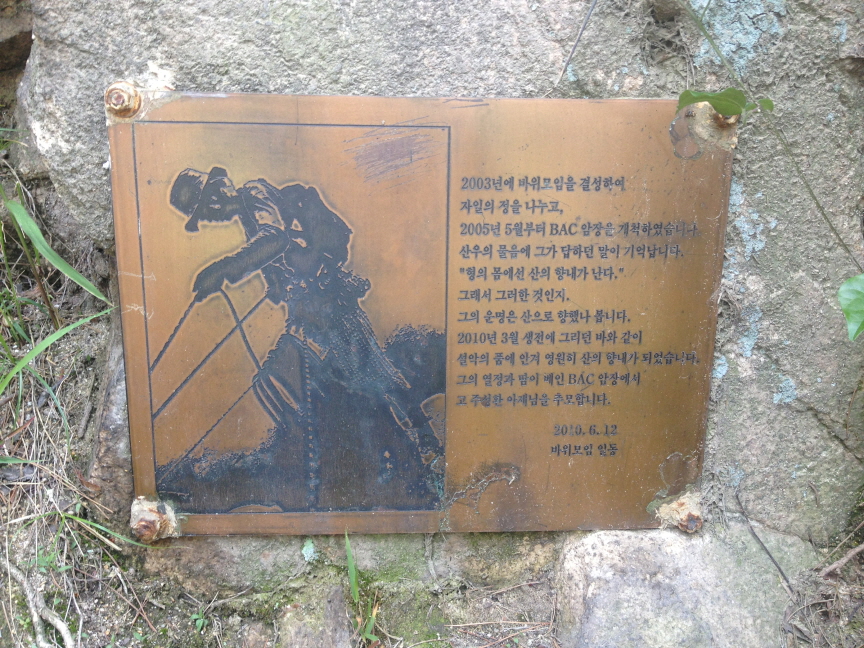 2003년에 바위모임을 결성하여
자일의 정을 나누고,
2005년 5월부터 BAC 암장을 개척하였습니다.
산우의 물음에 그가 답하던 말이 기억납니다.
"형의 몸에선 산의 향내가 난다."
그래서 그러한 것인지.
그의 운명은 산으로 향했나 봅니다.
2010년 3월 생전에 그리던 바와 같이
설악의 품에 안겨 영원히 산의 향내가 되었습니다.
그의 열정과 땀이 베인 BAC 암장에서
고 아재님을 추모합니다.
2010. 6. 12
바위모임 일동